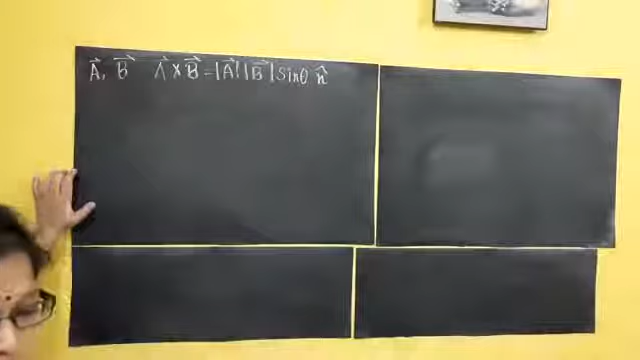 A⃗, B⃗  A⃗ × B⃗ = |A⃗| |B⃗| sinθ n̂